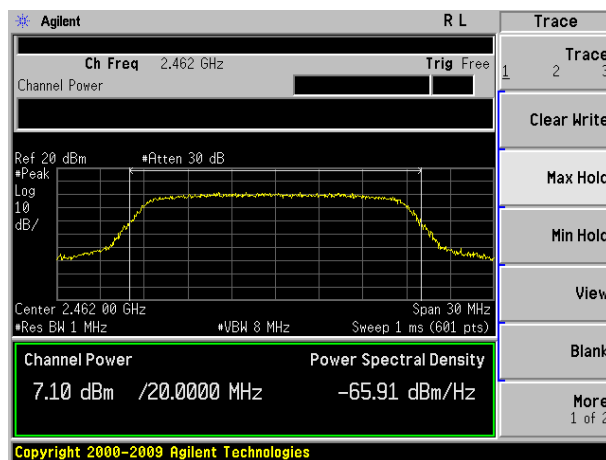 Agilent R L Trace
Ch Freq 2.462 GHz Trig Free
Channel Power
Trace
1 2 3
Clear Write
Max Hold
Min Hold
View
Blank
More
1 of 2
Ref 20 dBm #Atten 30 dB
#Peak
Log
10
dB/
Center 2.462 00 GHz Span 30 MHz
#Res BW 1 MHz #VBW 8 MHz Sweep 1 ms (601 pts)
Channel Power Power Spectral Density
7.10 dBm /20.0000 MHz -65.91 dBm/Hz
Copyright 2000-2009 Agilent Technologies